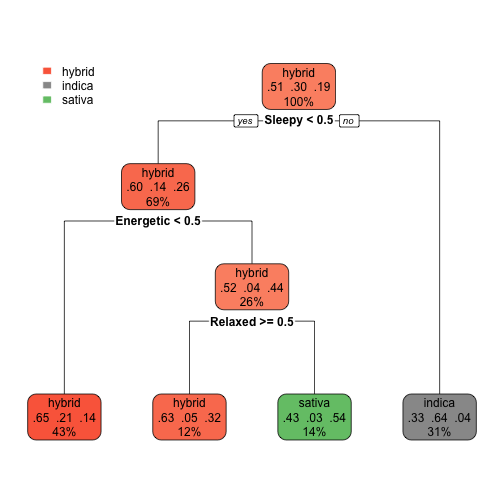 hybrid
indica
sativa
hybrid
.51 .30 .19
100%
yes Sleepy < 0.5 no
hybrid
.60 .14 .26
69%
Energetic < 0.5
hybrid
.52 .04 .44
26%
Relaxed >= 0.5
hybrid
.65 .21 .14
43%
hybrid
.63 .05 .32
12%
sativa
.43 .03 .54
14%
indica
.33 .64 .04
31%